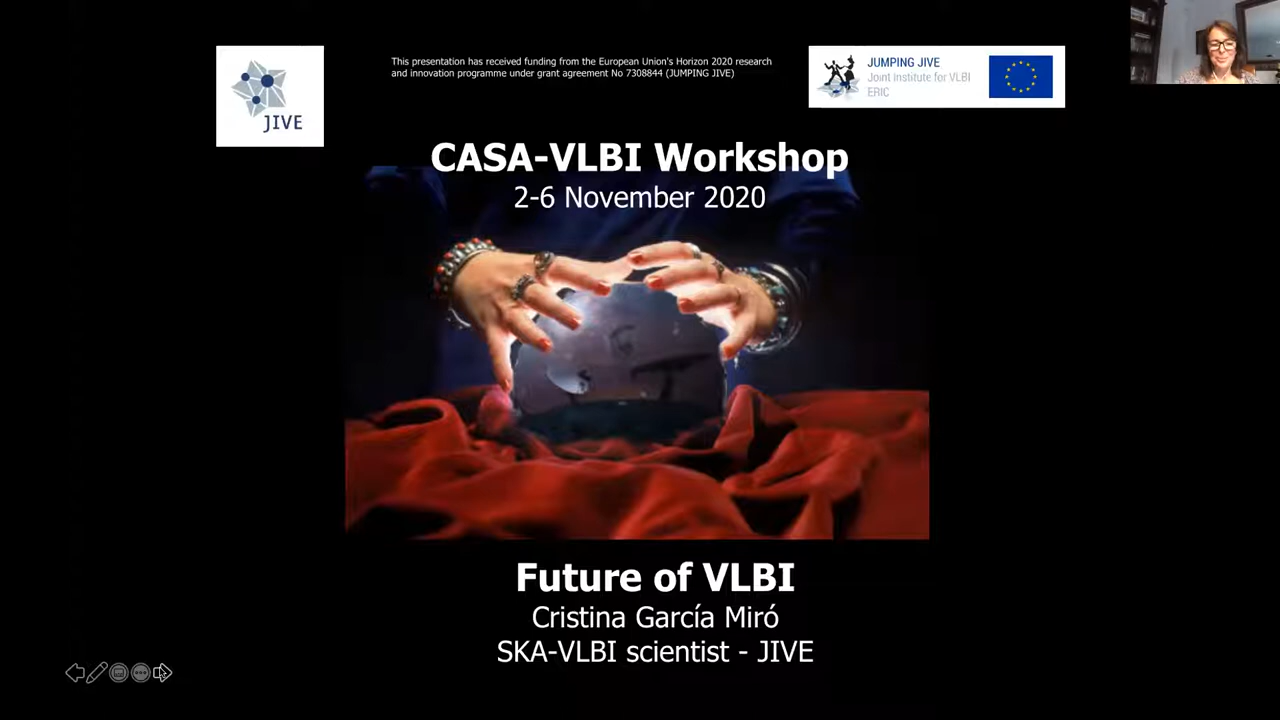 This presentation has received funding from the European Union's Horizon 2020 research
and innovation programme under grant agreement No 7308844 (JUMPING JIVE)
JIVE
JUMPING JIVE
Joint Institute for VLBI
ERIC
CASA-VLBI Workshop
2-6 November 2020
Future of VLBI
Cristina García Miró
SKA-VLBI scientist - JIVE